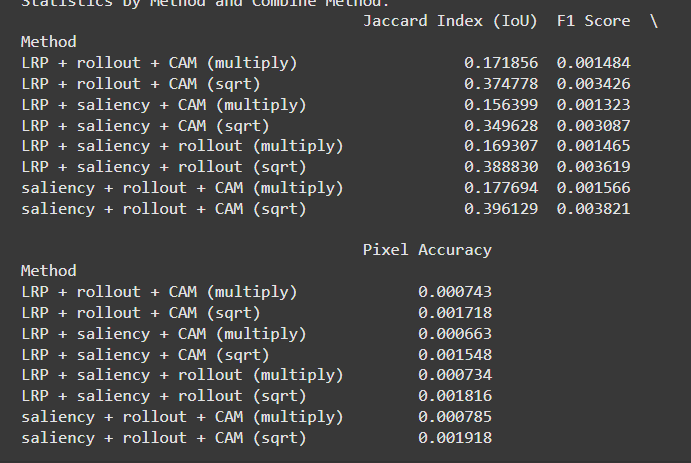 Statistics by Method and Combine Method:
Jaccard Index (IoU) F1 Score \
Method
LRP + rollout + CAM (multiply) 0.171856 0.001484
LRP + rollout + CAM (sqrt) 0.374778 0.003426
LRP + saliency + CAM (multiply) 0.156399 0.001323
LRP + saliency + CAM (sqrt) 0.349628 0.003087
LRP + saliency + rollout (multiply) 0.169307 0.001465
LRP + saliency + rollout (sqrt) 0.388830 0.003619
saliency + rollout + CAM (multiply) 0.177694 0.001566
saliency + rollout + CAM (sqrt) 0.396129 0.003821
Pixel Accuracy
Method
LRP + rollout + CAM (multiply) 0.000743
LRP + rollout + CAM (sqrt) 0.001718
LRP + saliency + CAM (multiply) 0.000663
LRP + saliency + CAM (sqrt) 0.001548
LRP + saliency + rollout (multiply) 0.000734
LRP + saliency + rollout (sqrt) 0.001816
saliency + rollout + CAM (multiply) 0.000785
saliency + rollout + CAM (sqrt) 0.001918